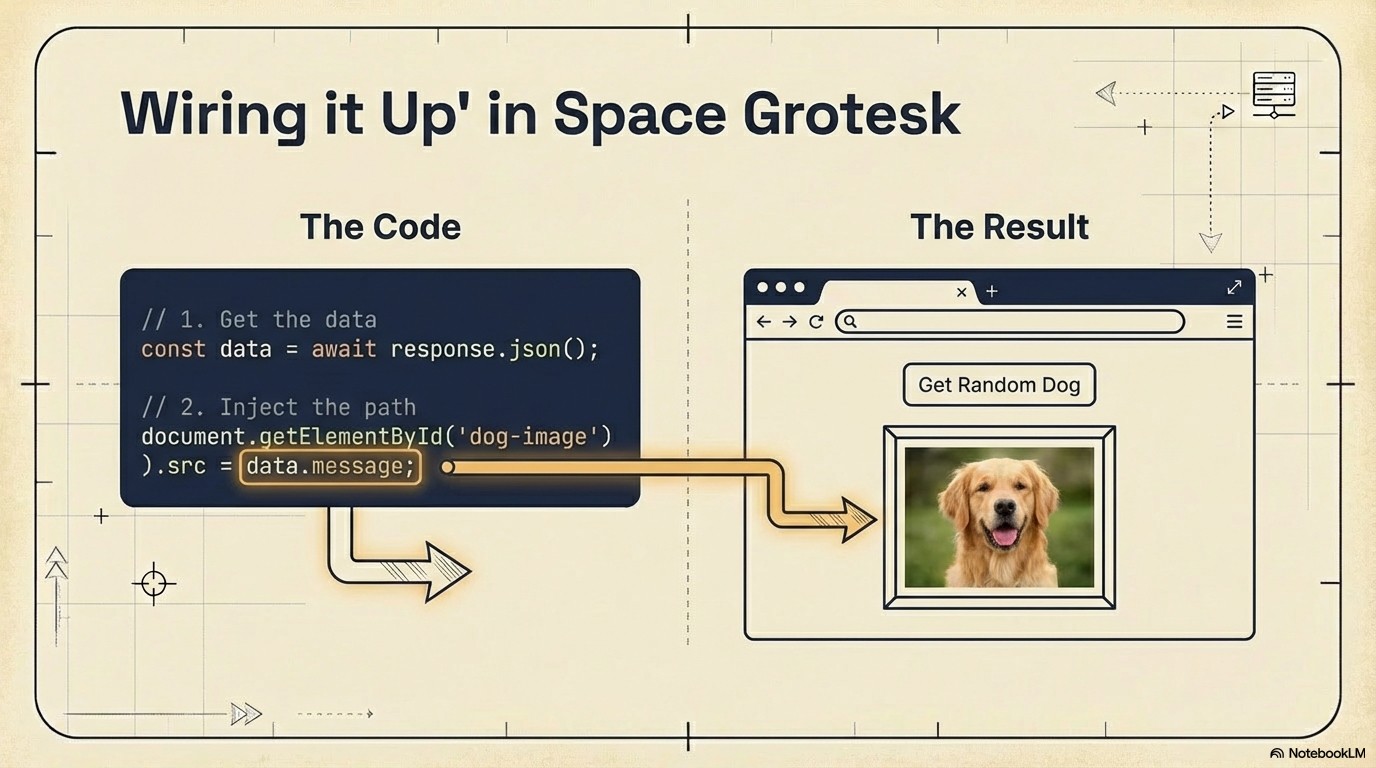 Wiring it Up' in Space Grotesk
The Code
// 1. Get the data
const data = await response.json();
// 2. Inject the path
document.getElementById('dog-image')
).src = data.message;
The Result
Get Random Dog
NotebookLM